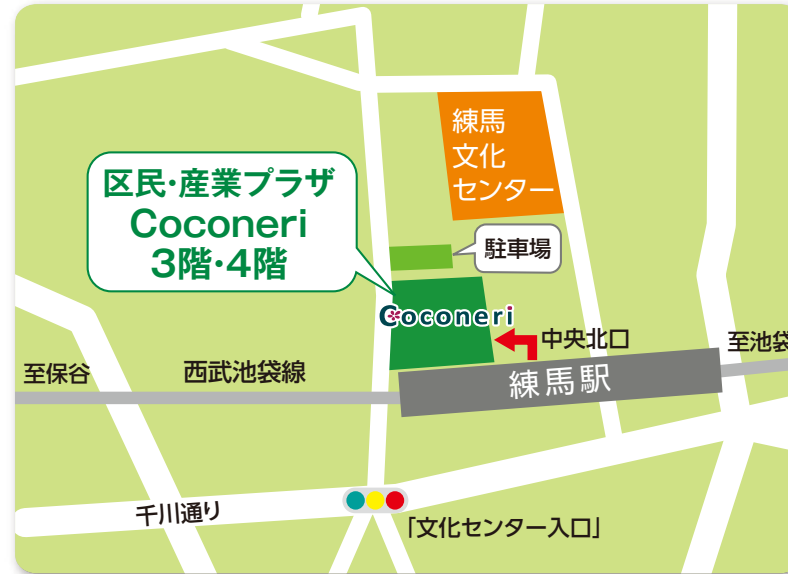 練馬
文化
センター
区民・産業プラザ
Coconeri
3階・4階
駐車場
Coconeri
中央北口
至池袋
至保谷
西武池袋線
練馬駅
千川通り
「文化センター入口」